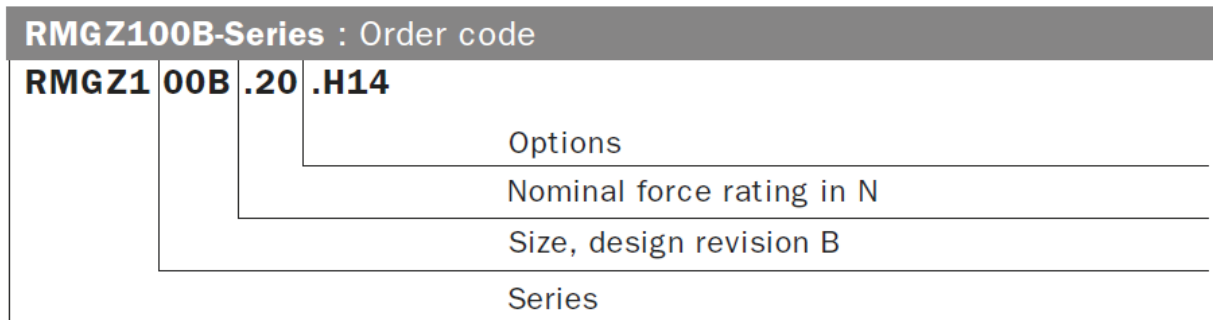 RMGZ100B-Series : Order code
RMGZ1 00B .20 .H14
Options
Nominal force rating in N
Size, design revision B
Series